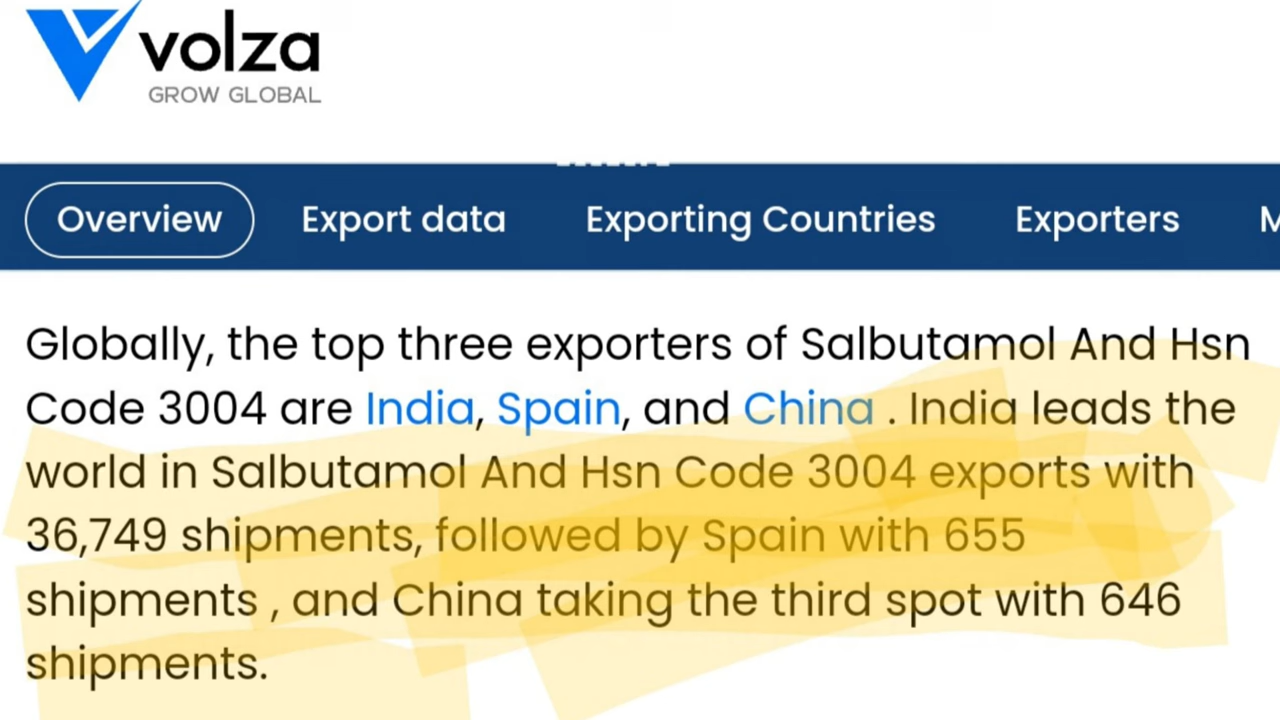 volza
GROW GLOBAL
Overview Export data Exporting Countries Exporters M
Globally, the top three exporters of Salbutamol And Hsn
Code 3004 are India, Spain, and China . India leads the
world in Salbutamol And Hsn Code 3004 exports with
36,749 shipments, followed by Spain with 655
shipments , and China taking the third spot with 646
shipments.